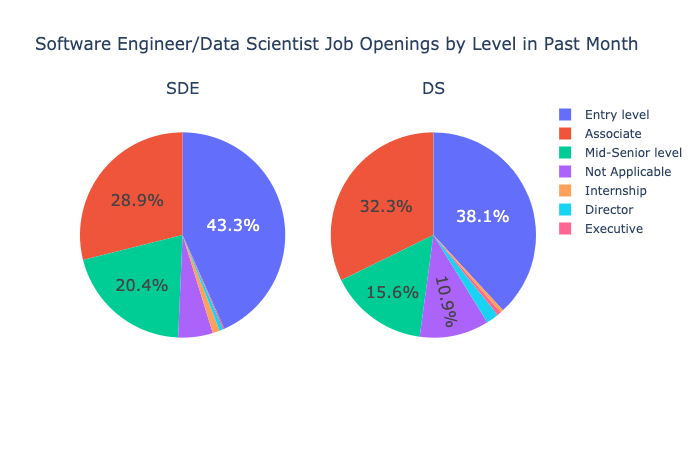 Software Engineer/Data Scientist Job Openings by Level in Past Month
SDE
DS
Entry level
Associate
Mid-Senior level
Not Applicable
Internship
Director
Executive
28.9%
43.3%
20.4%
32.3%
38.1%
15.6%
10.9%